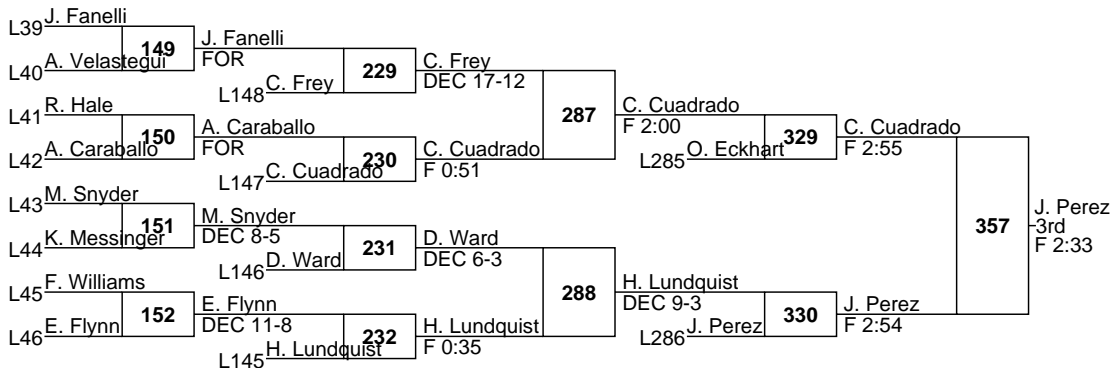 L39 J. Fanelli
149
L40 A. Velastegui
J. Fanelli
FOR
L148 C. Frey
229
C. Frey
DEC 17-12
L41 R. Hale
150
L42 A. Caraballo
A. Caraballo
FOR
L147 C. Cuadrado
230
C. Cuadrado
F 0:51
287
C. Cuadrado
F 2:00
L285 O. Eckhart
329
C. Cuadrado
F 2:55
L43 M. Snyder
151
L44 K. Messinger
M. Snyder
DEC 8-5
L146 D. Ward
231
D. Ward
DEC 6-3
L45 F. Williams
152
L46 E. Flynn
E. Flynn
DEC 11-8
L145 H. Lundquist
232
H. Lundquist
F 0:35
288
H. Lundquist
DEC 9-3
L286 J. Perez
330
J. Perez
F 2:54
357
J. Perez
3rd
F 2:33